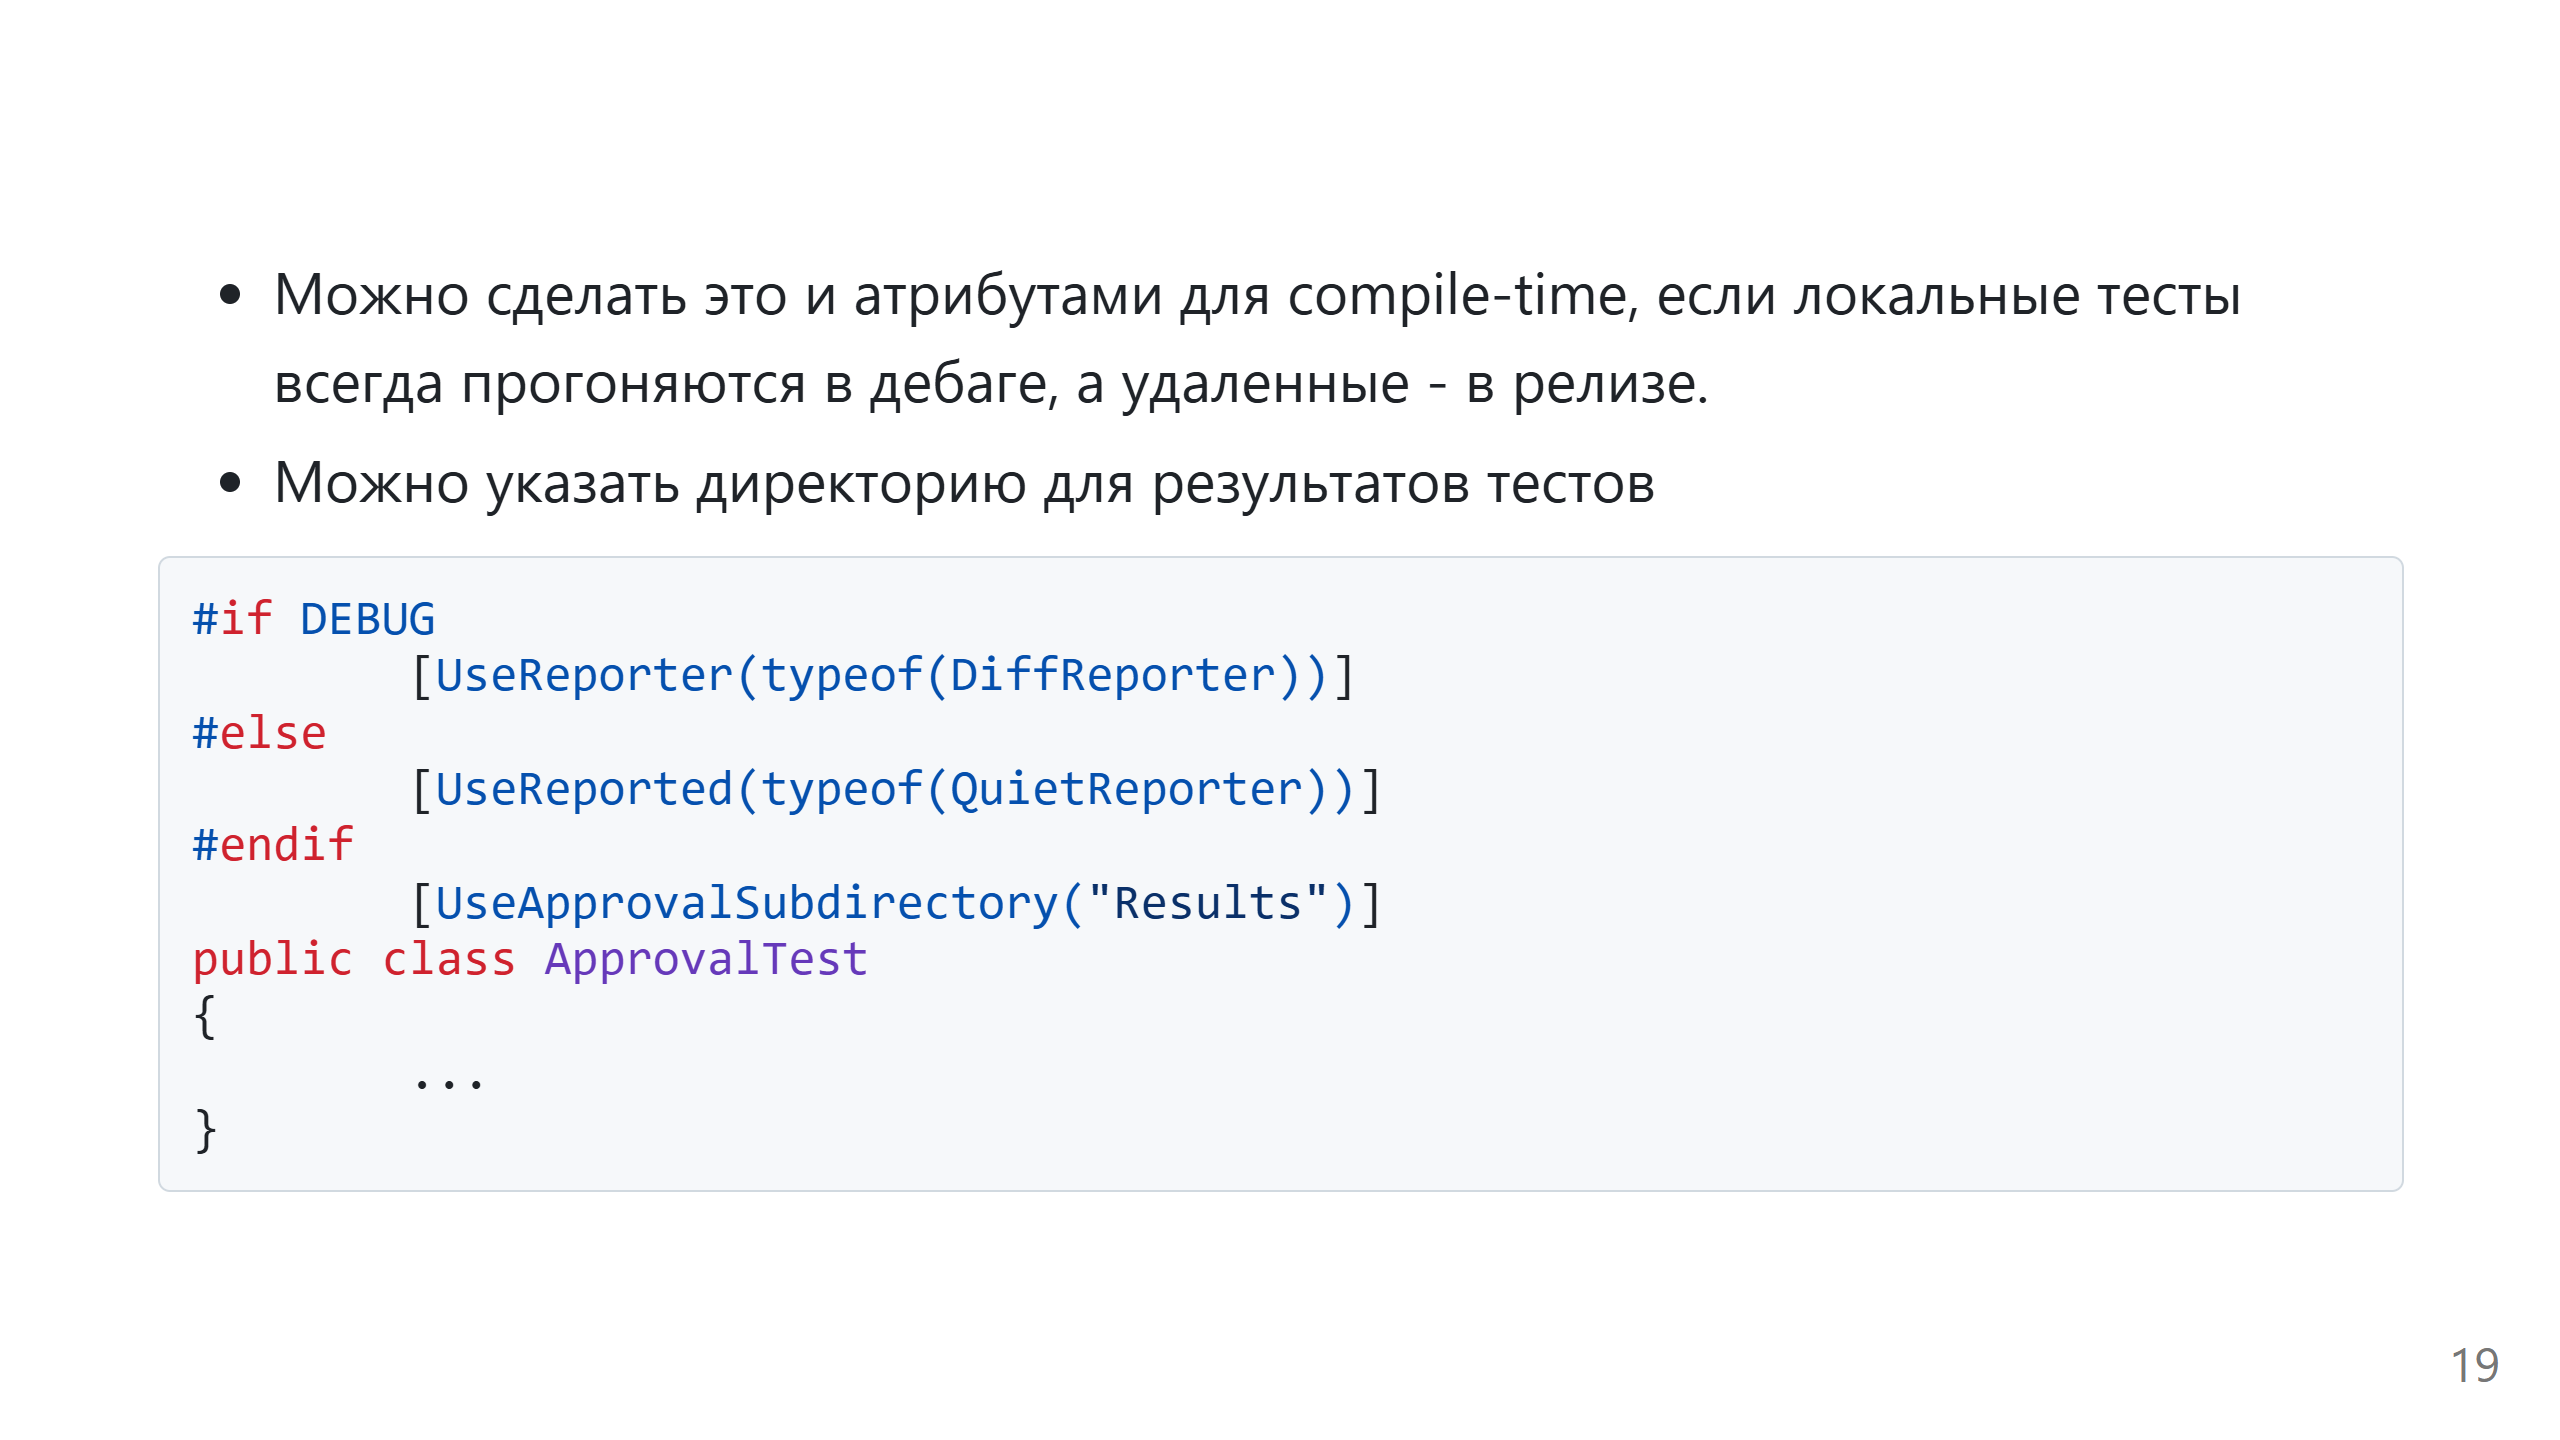 • Можно сделать это и атрибутами для compile-time, если локальные тесты
всегда прогоняются в дебаге, а удаленные - в релизе.
• Можно указать директорию для результатов тестов
#if DEBUG
        [UseReporter(typeof(DiffReporter))]
#else
        [UseReported(typeof(QuietReporter))]
#endif
        [UseApprovalSubdirectory("Results")]
public class ApprovalTest
{
        ...
}
19